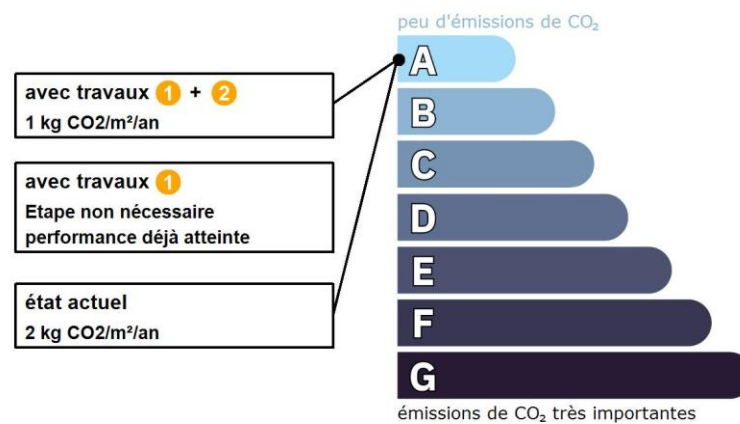 peu d'émissions de CO₂
avec travaux 1 + 2
1 kg CO2/m²/an
avec travaux 1
Etape non nécessaire
performance déjà atteinte
état actuel
2 kg CO2/m²/an
A
B
C
D
E
F
G
émissions de CO₂ très importantes